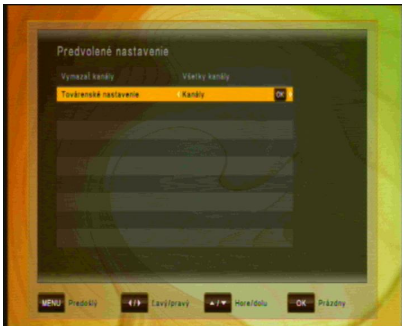 Predvolené nastavenie
Vymazať kanály Všetky kanály
Továrenské nastavenie Kanály OK
MENU Predošlý Ľavý/pravý Hore/dolu OK Prázdny